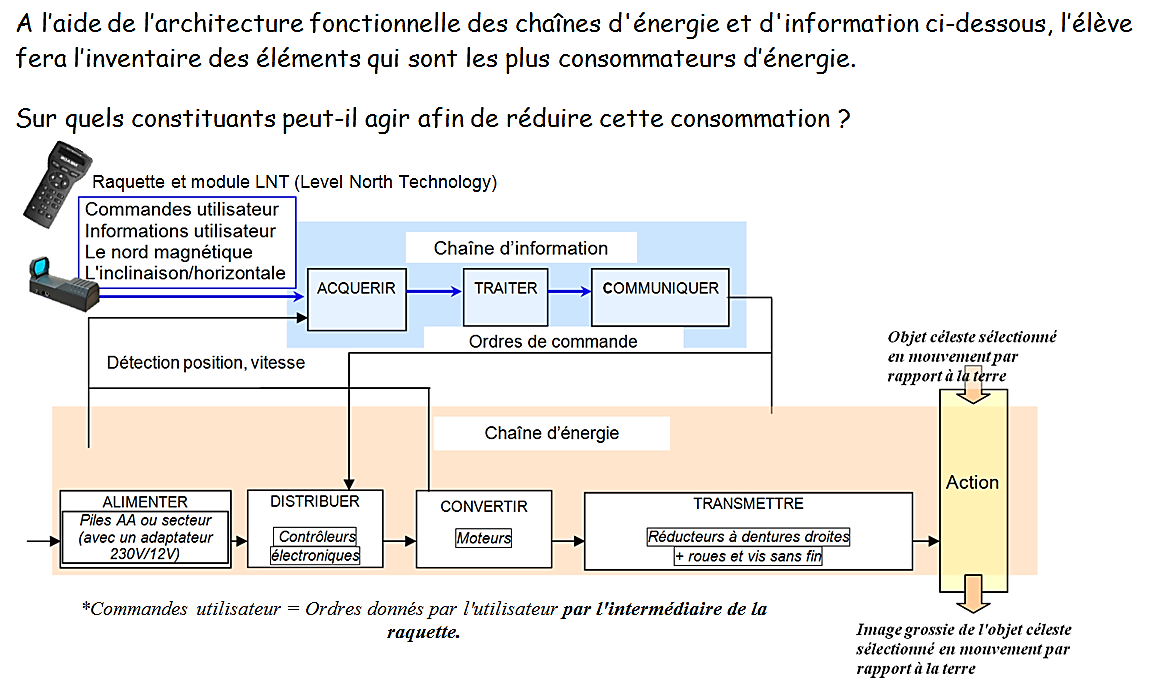 A l'aide de l'architecture fonctionnelle des chaînes d'énergie et d'information ci-dessous, l'élève
fera l'inventaire des éléments qui sont les plus consommateurs d'énergie.
Sur quels constituants peut-il agir afin de réduire cette consommation ?
Raquette et module LNT (Level North Technology)
Commandes utilisateur
Informations utilisateur
Le nord magnétique
L'inclinaison/horizontale
Chaîne d'information
ACQUERIR
TRAITER
COMMUNIQUER
Ordres de commande
Détection position, vitesse
Objet céleste sélectionné
en mouvement par
rapport à la terre
Chaîne d'énergie
Action
ALIMENTER
Piles AA ou secteur
(avec un adaptateur
230V/12V)
DISTRIBUER
Contrôleurs
électroniques
CONVERTIR
Moteurs
TRANSMETTRE
Réducteurs à dentures droites
+ roues et vis sans fin
*Commandes utilisateur = Ordres donnés par l'utilisateur par l'intermédiaire de la
raquette.
Image grossie de l'objet céleste
sélectionné en mouvement par
rapport à la terre